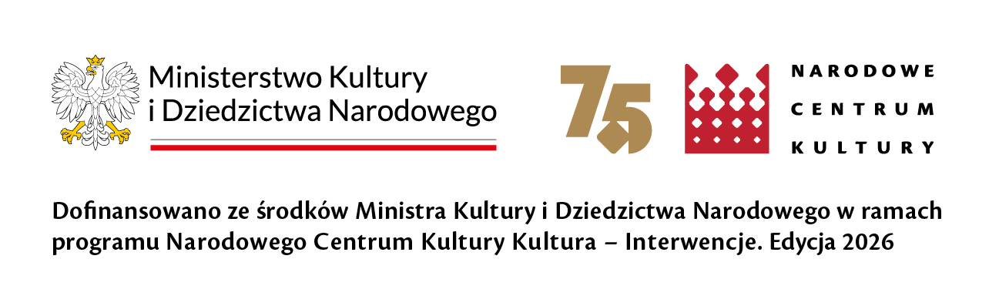 Ministerstwo Kultury
i Dziedzictwa Narodowego
75
NARODOWE
CENTRUM
KULTURY
Dofinansowano ze środków Ministra Kultury i Dziedzictwa Narodowego w ramach
programu Narodowego Centrum Kultury Kultura – Interwencje. Edycja 2026